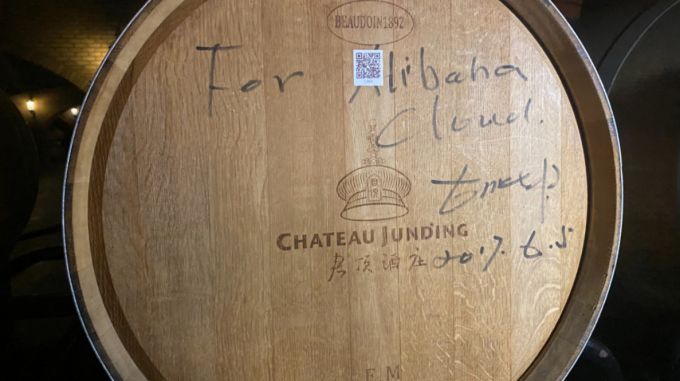 BEAUDOIN1892
For Alibaba
Cloud.
CHATEAU JUNDING
君顶酒庄 2017.6.5
F M